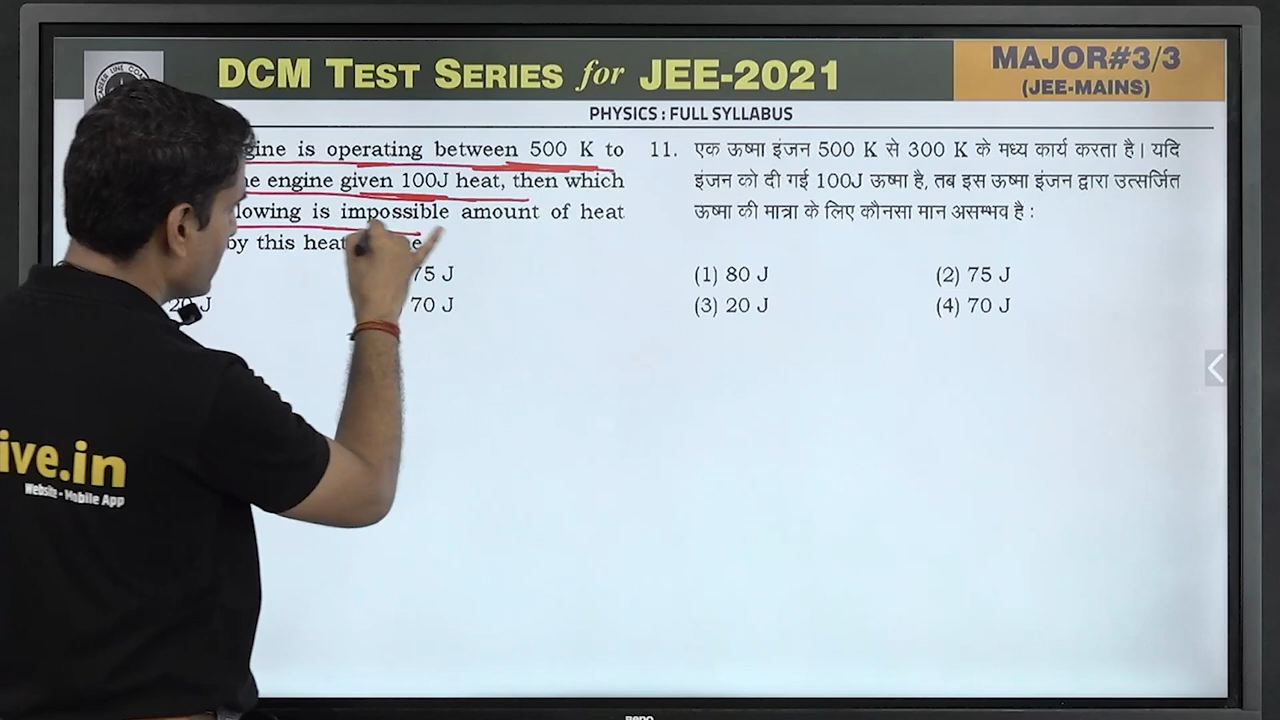 DCM TEST SERIES for JEE-2021
MAJOR#3/3
(JEE-MAINS)
PHYSICS : FULL SYLLABUS
is operating between 500 K to
engine given 100J heat, then which
is impossible amount of heat
by this heat
75 J
20 J
70 J
11. एक ऊष्मा इंजन 500 K से 300 K के मध्य कार्य करता है। यदि
इंजन को दी गई 100J ऊष्मा है, तब इस ऊष्मा इंजन द्वारा उत्सर्जित
ऊष्मा की मात्रा के लिए कौनसा मान असम्भव है :
(1) 80 J (2) 75 J
(3) 20 J (4) 70 J
ive.in
Website - Mobile App